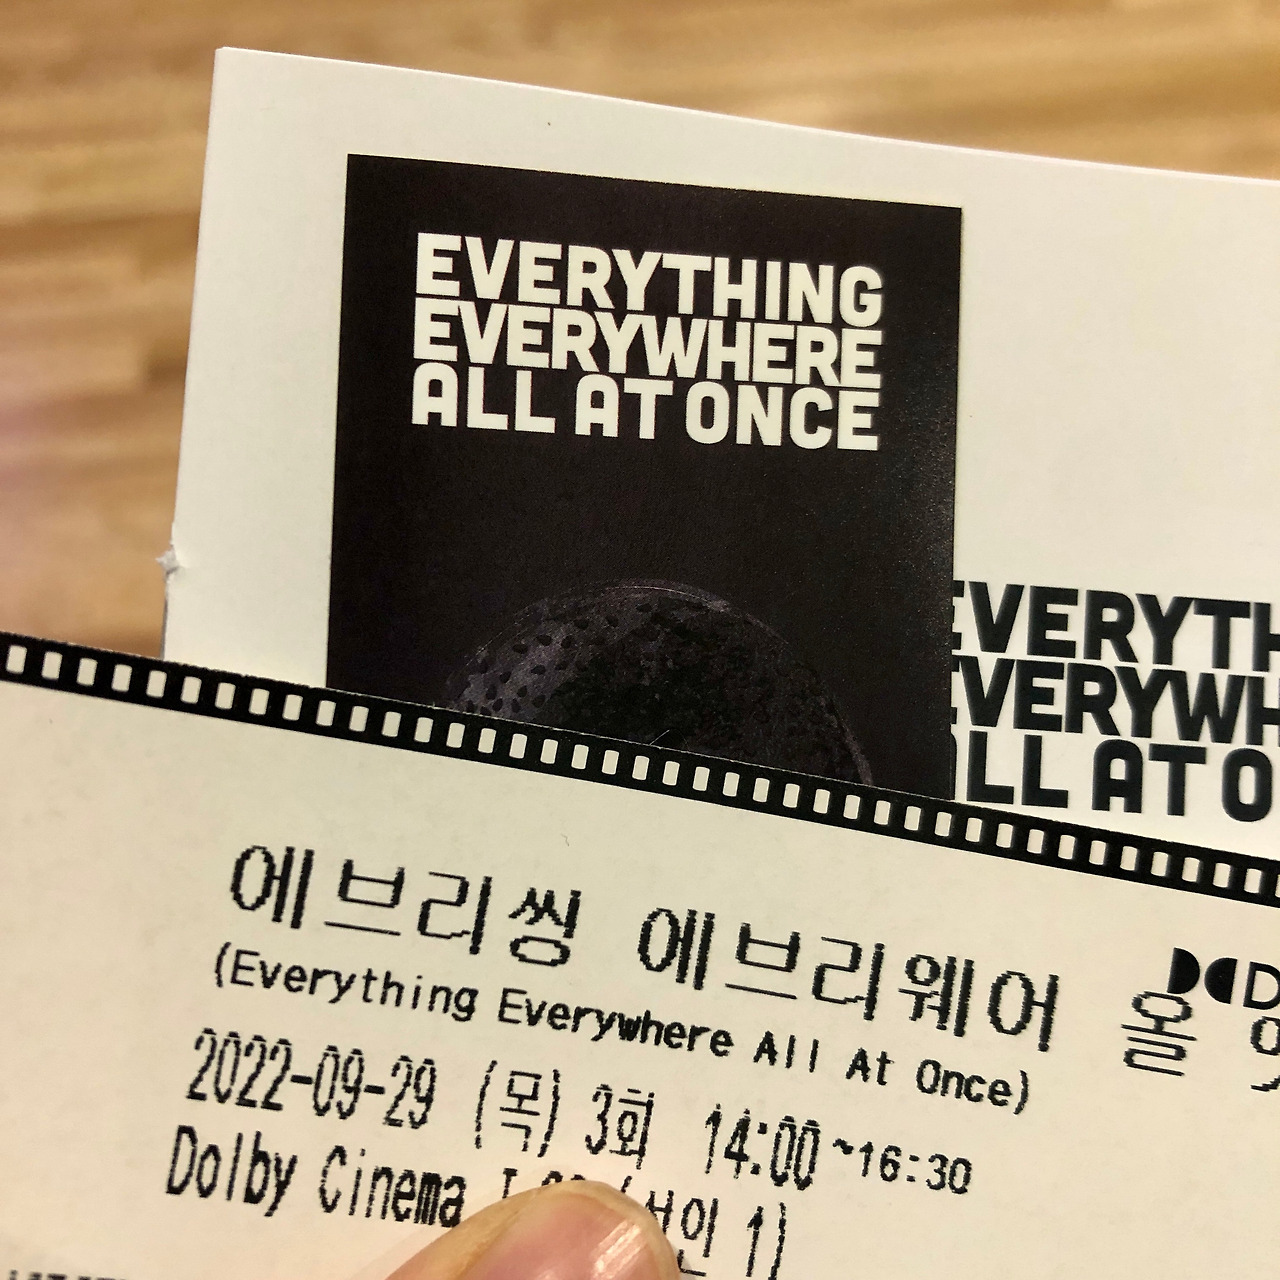 EVERYTHING
EVERYWHERE
ALL AT ONCE
EVERYTH
EVERYWH
ALL AT O
에브리씽 에브리웨어 올
(Everything Everywhere All At Once)
2022-09-29 (목) 3회 14:00~16:30
Dolby Cinema 1)